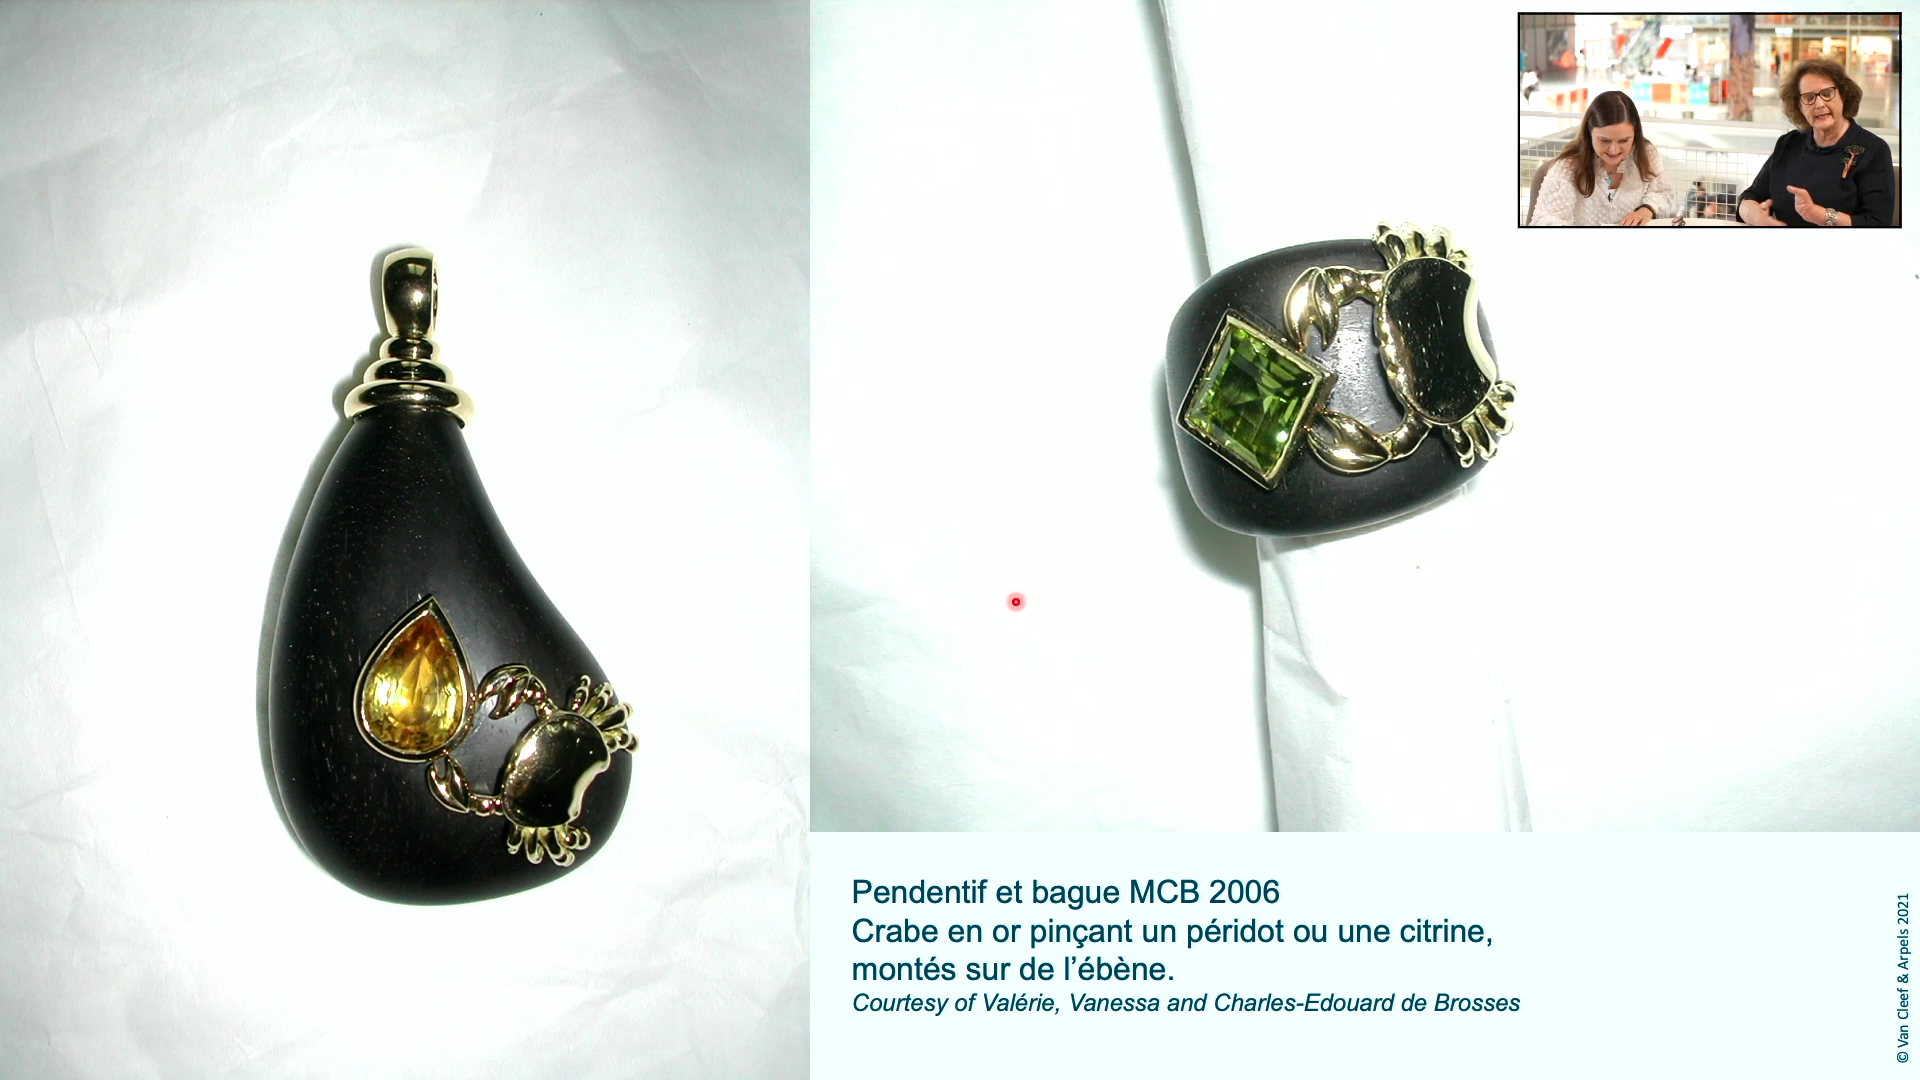 Pendentif et bague MCB 2006
Crabe en or pinçant un péridot ou une citrine,
montés sur de l’ébène.
Courtesy of Valérie, Vanessa and Charles-Edouard de Brosses
© Van Cleef & Arpels 2021